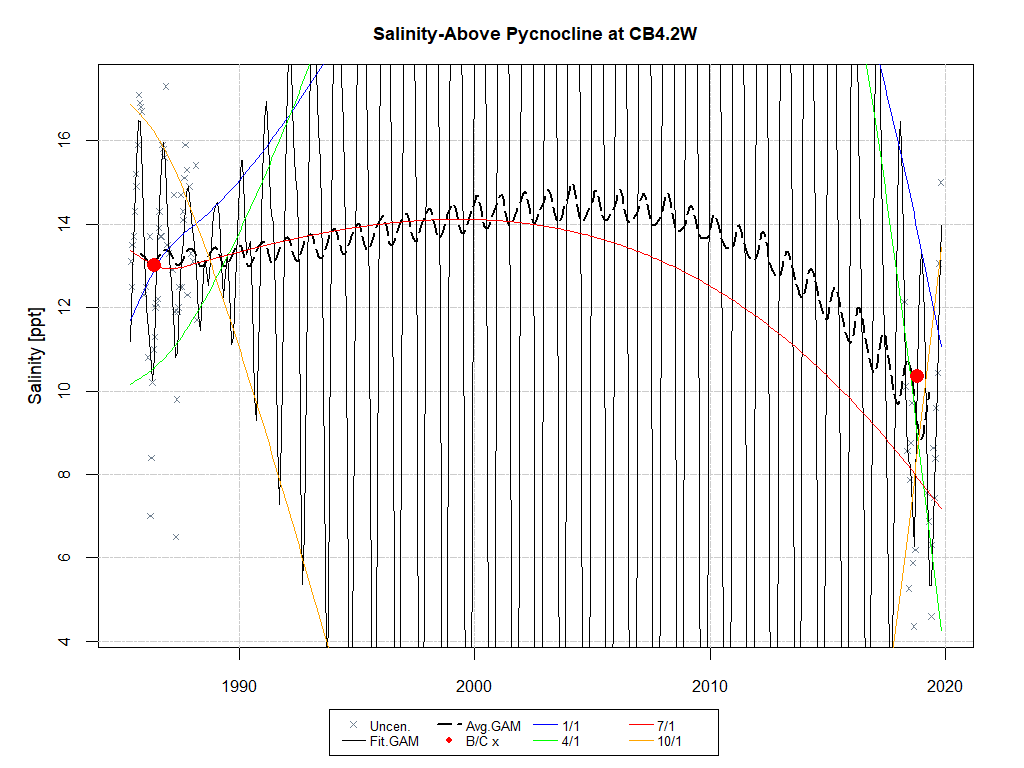 Salinity-Above Pycnocline at CB4.2W
Salinity [ppt]
16
14
12
10
8
6
4
1990 2000 2010 2020
Uncen. Avg.GAM 1/1 7/1
Fit.GAM B/C x 4/1 10/1